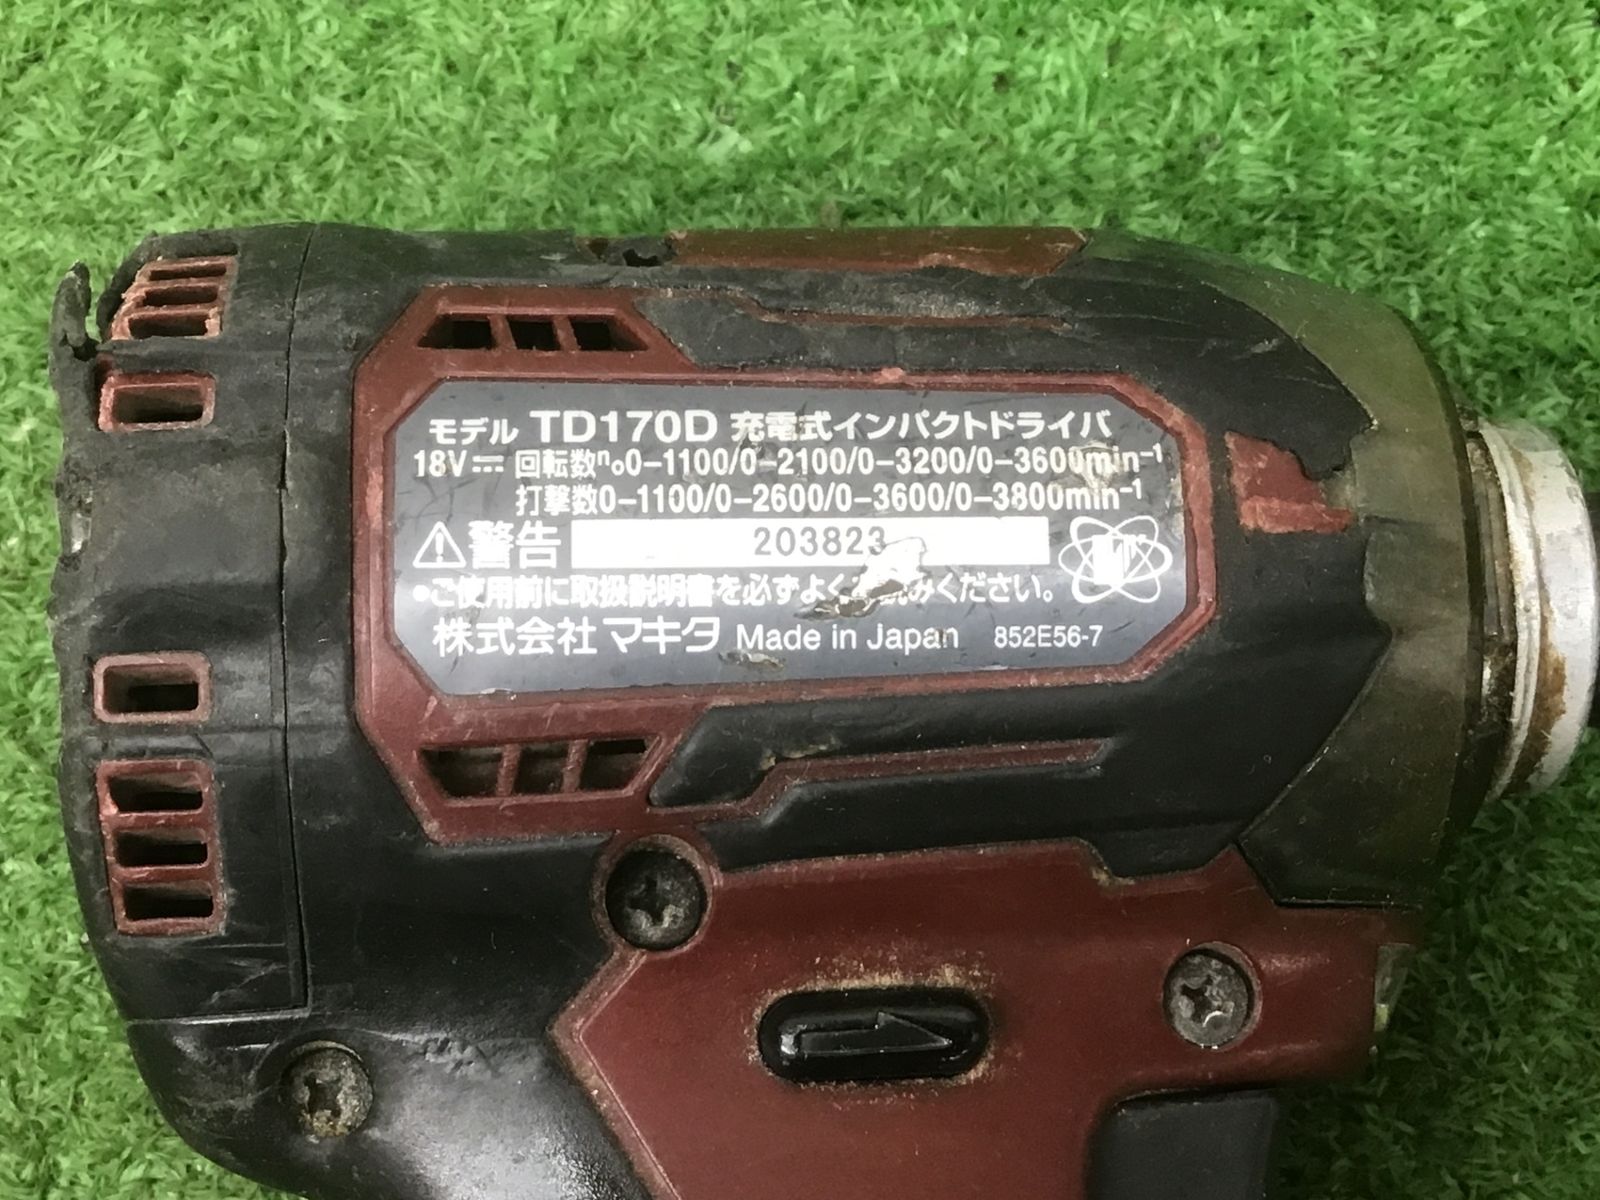 モデル TD170D 充電式インパクトドライバ
18V⎓ 回転数n₀0-1100/0-2100/0-3200/0-3600min⁻¹
打撃数0-1100/0-2600/0-3600/0-3800min⁻¹
⚠警告 203823
●ご使用前に取扱説明書を必ずよくお読みください。
株式会社マキタ Made in Japan 852E56-7